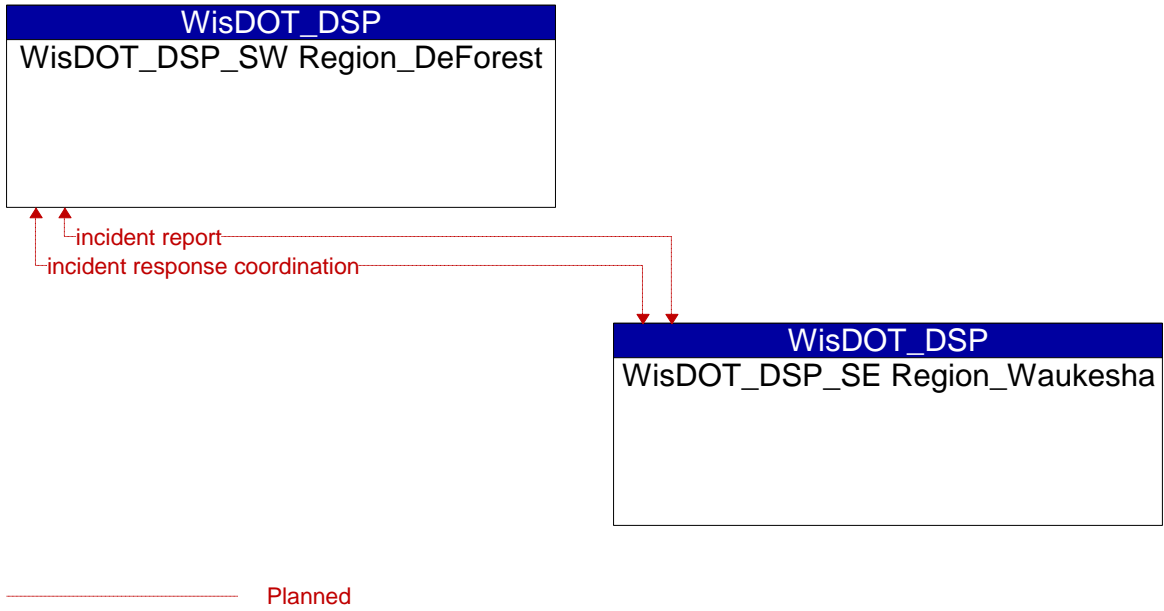 WisDOT_DSP
WisDOT_DSP_SW Region_DeForest
incident report
incident response coordination
WisDOT_DSP
WisDOT_DSP_SE Region_Waukesha
Planned